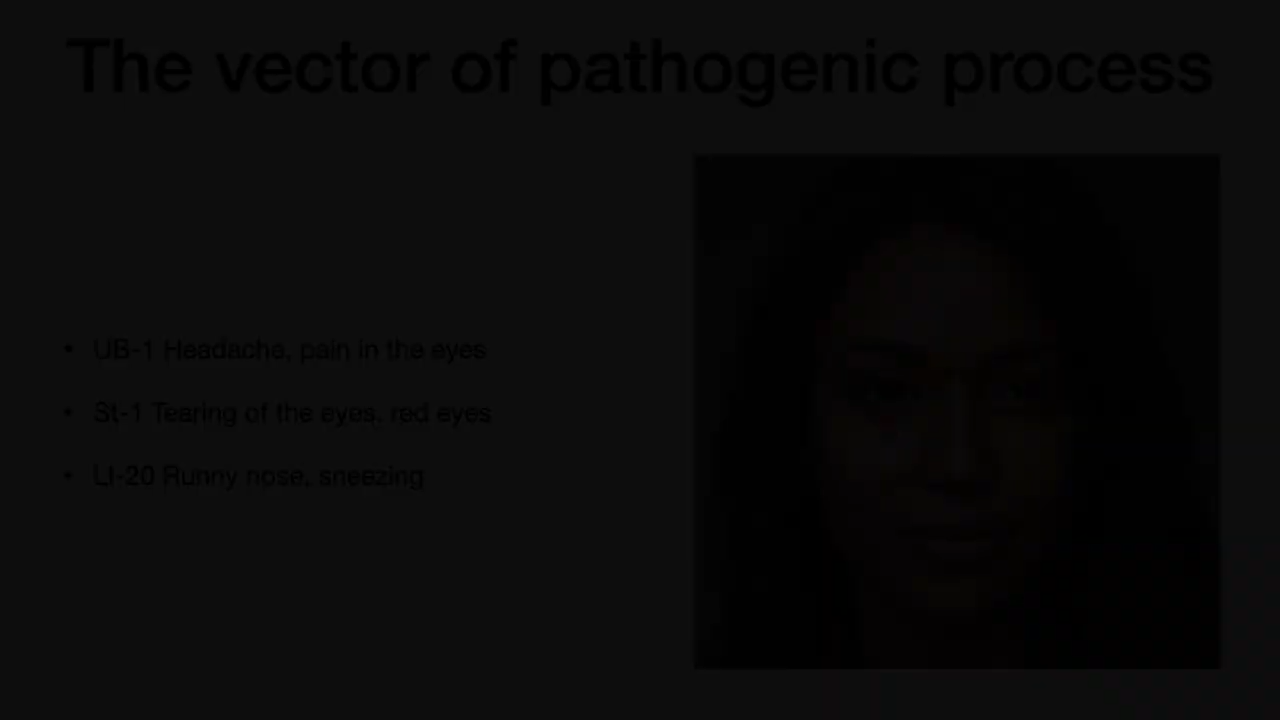 The vector of pathogenic process
• UB-1 Headache, pain in the eyes
• St-1 Tearing of the eyes, red eyes
• LI-20 Runny nose, sneezing